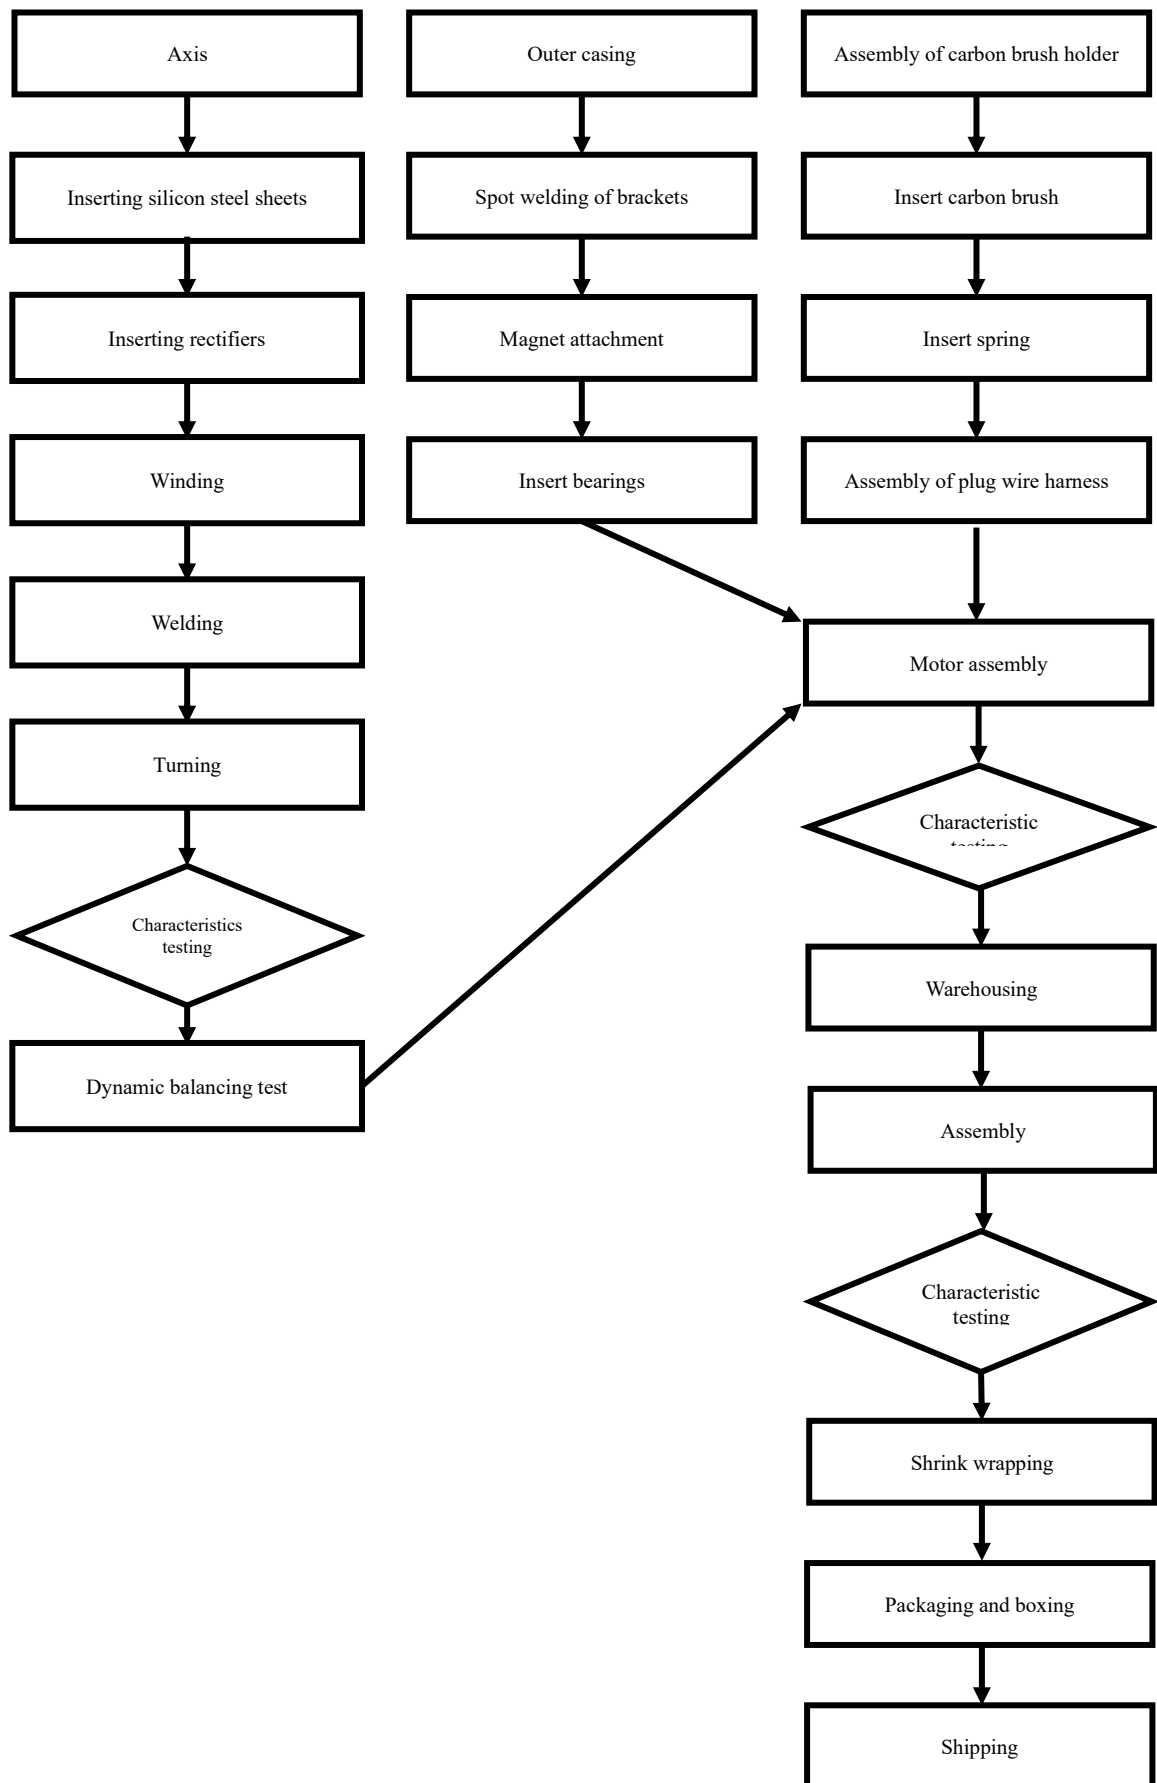 Axis
Inserting silicon steel sheets
Inserting rectifiers
Winding
Welding
Turning
Characteristics
testing
Dynamic balancing test
Outer casing
Spot welding of brackets
Magnet attachment
Insert bearings
Assembly of carbon brush holder
Insert carbon brush
Insert spring
Assembly of plug wire harness
Motor assembly
Characteristic
testing
Warehousing
Assembly
Characteristic
testing
Shrink wrapping
Packaging and boxing
Shipping